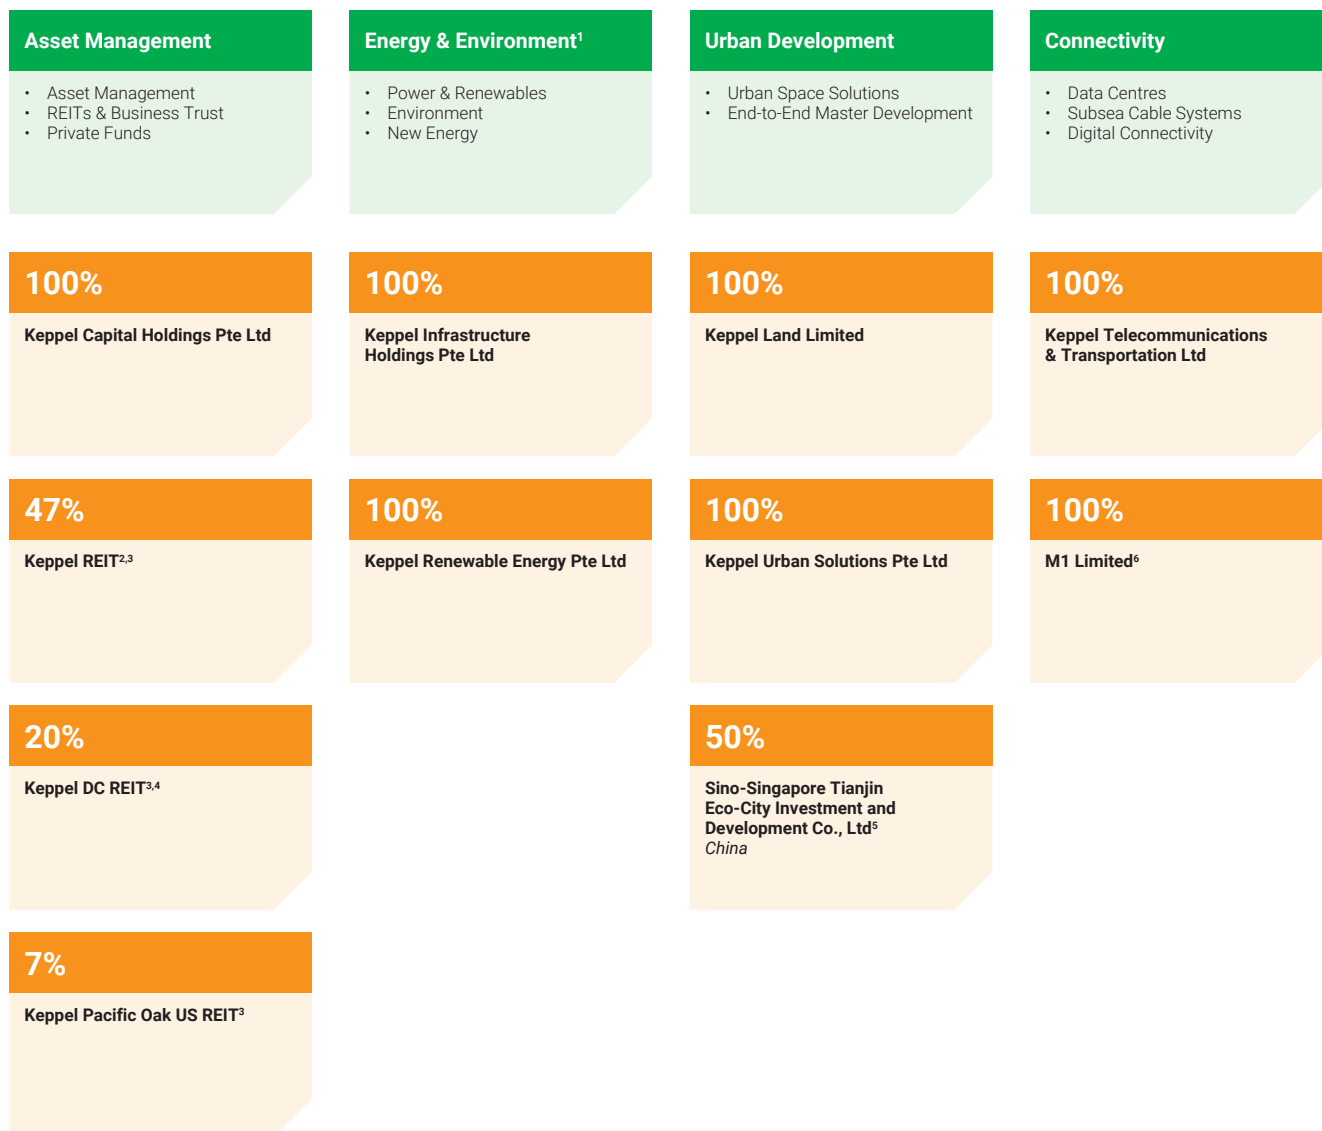 Asset Management
• Asset Management
• REITs & Business Trust
• Private Funds
100%
Keppel Capital Holdings Pte Ltd
47%
Keppel REIT²,³
20%
Keppel DC REIT³,⁴
7%
Keppel Pacific Oak US REIT³
Energy & Environment¹
• Power & Renewables
• Environment
• New Energy
100%
Keppel Infrastructure
Holdings Pte Ltd
100%
Keppel Renewable Energy Pte Ltd
Urban Development
• Urban Space Solutions
• End-to-End Master Development
100%
Keppel Land Limited
100%
Keppel Urban Solutions Pte Ltd
50%
Sino-Singapore Tianjin
Eco-City Investment and
Development Co., Ltd⁵
China
Connectivity
• Data Centres
• Subsea Cable Systems
• Digital Connectivity
100%
Keppel Telecommunications
& Transportation Ltd
100%
M1 Limited⁶